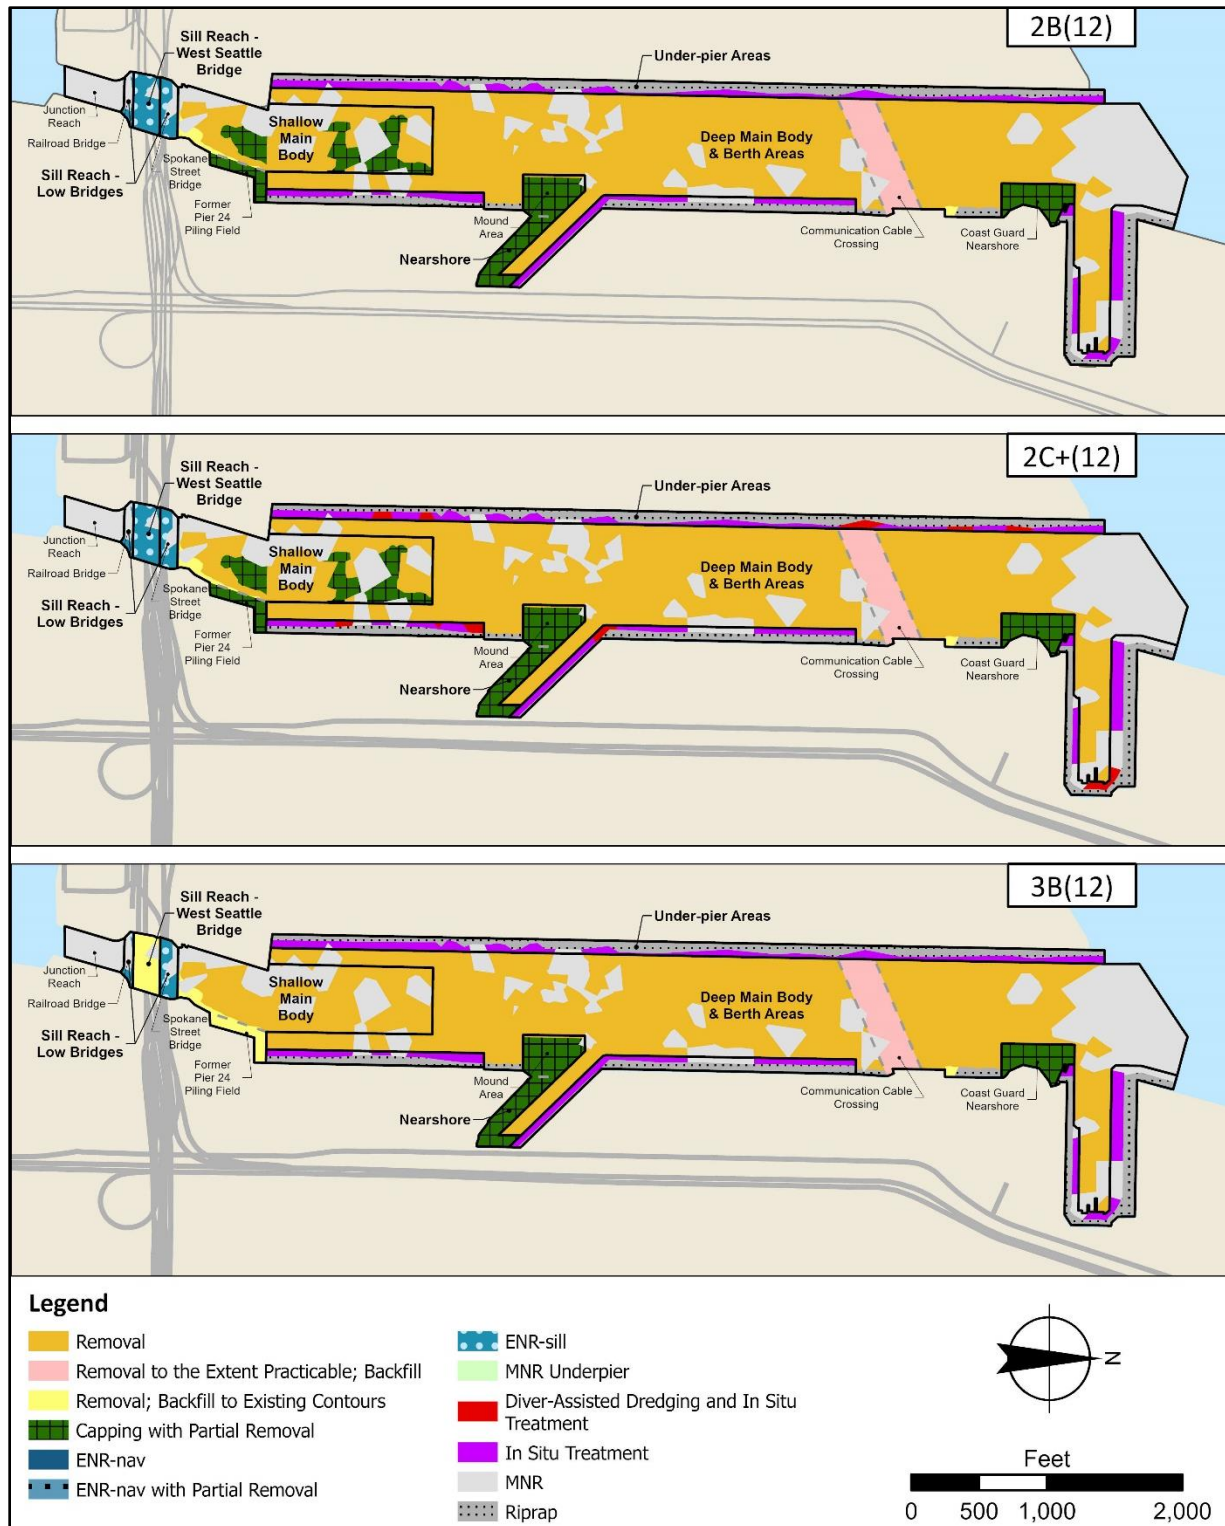 2B(12)
Sill Reach -
West Seattle
Bridge
Under-pier Areas
Junction
Reach
Railroad Bridge
Shallow
Main
Body
Deep Main Body
& Berth Areas
Sill Reach -
Low Bridges
Spokane
Street
Bridge
Former
Pier 24
Piling Field
Mound
Area
Nearshore
Communication Cable
Crossing
Coast Guard
Nearshore
2C+(12)
Sill Reach -
West Seattle
Bridge
Under-pier Areas
Junction
Reach
Railroad Bridge
Shallow
Main
Body
Deep Main Body
& Berth Areas
Sill Reach -
Low Bridges
Spokane
Street
Bridge
Former
Pier 24
Piling Field
Mound
Area
Nearshore
Communication Cable
Crossing
Coast Guard
Nearshore
3B(12)
Sill Reach -
West Seattle
Bridge
Under-pier Areas
Junction
Reach
Railroad Bridge
Shallow
Main
Body
Deep Main Body
& Berth Areas
Sill Reach -
Low Bridges
Spokane
Street
Bridge
Former
Pier 24
Piling Field
Mound
Area
Nearshore
Communication Cable
Crossing
Coast Guard
Nearshore
Legend
Removal
Removal to the Extent Practicable; Backfill
Removal; Backfill to Existing Contours
Capping with Partial Removal
ENR-nav
ENR-nav with Partial Removal
ENR-sill
MNR Underpier
Diver-Assisted Dredging and In Situ
Treatment
In Situ Treatment
MNR
Riprap
N
Feet
0 500 1,000 2,000